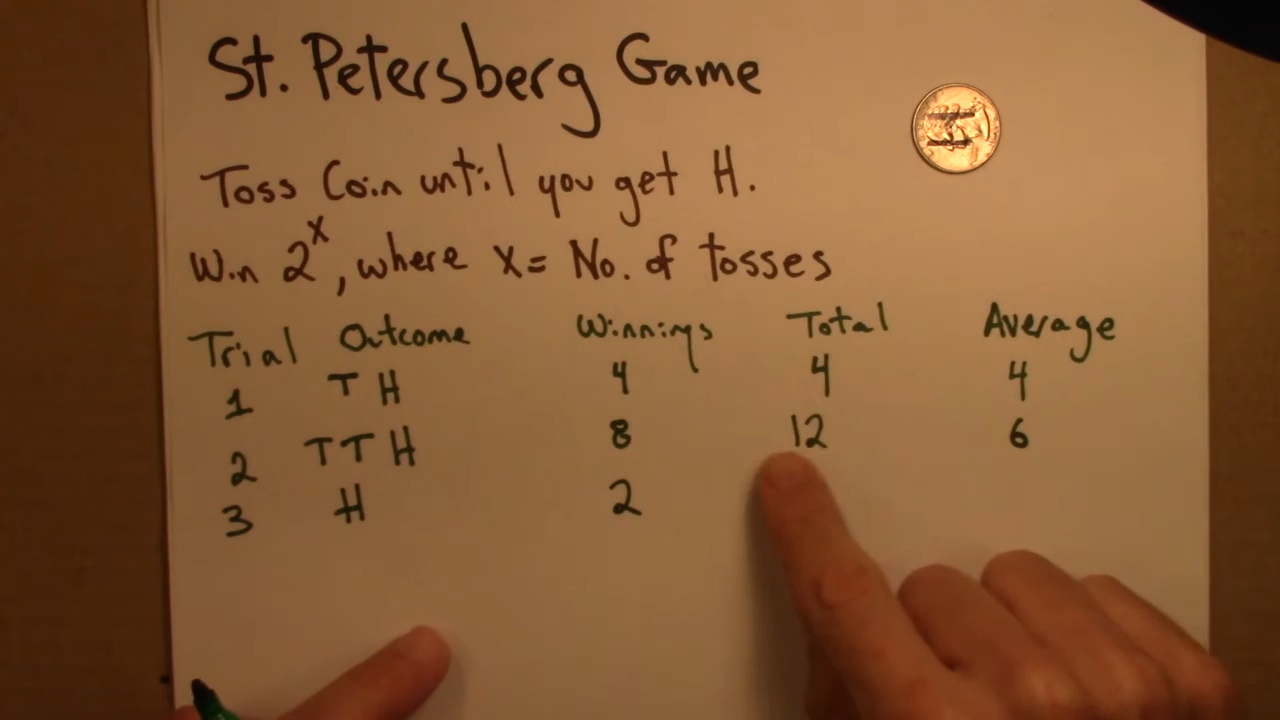 St. Petersberg Game
H
Toss Coin until you get H.
Win 2^x, where x = No. of tosses
Trial Outcome Winnings Total Average
1 T H 4 4 4
2 T T H 8 12 6
3 H 2